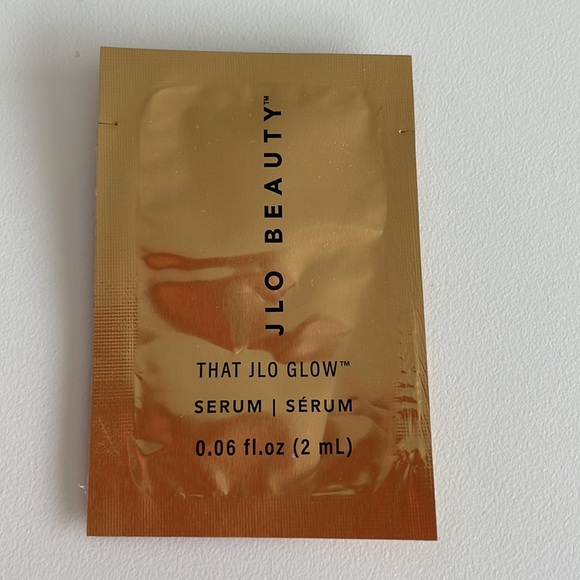 JLO BEAUTY™
THAT JLO GLOW™
SERUM | SÉRUM
0.06 fl.oz (2 mL)